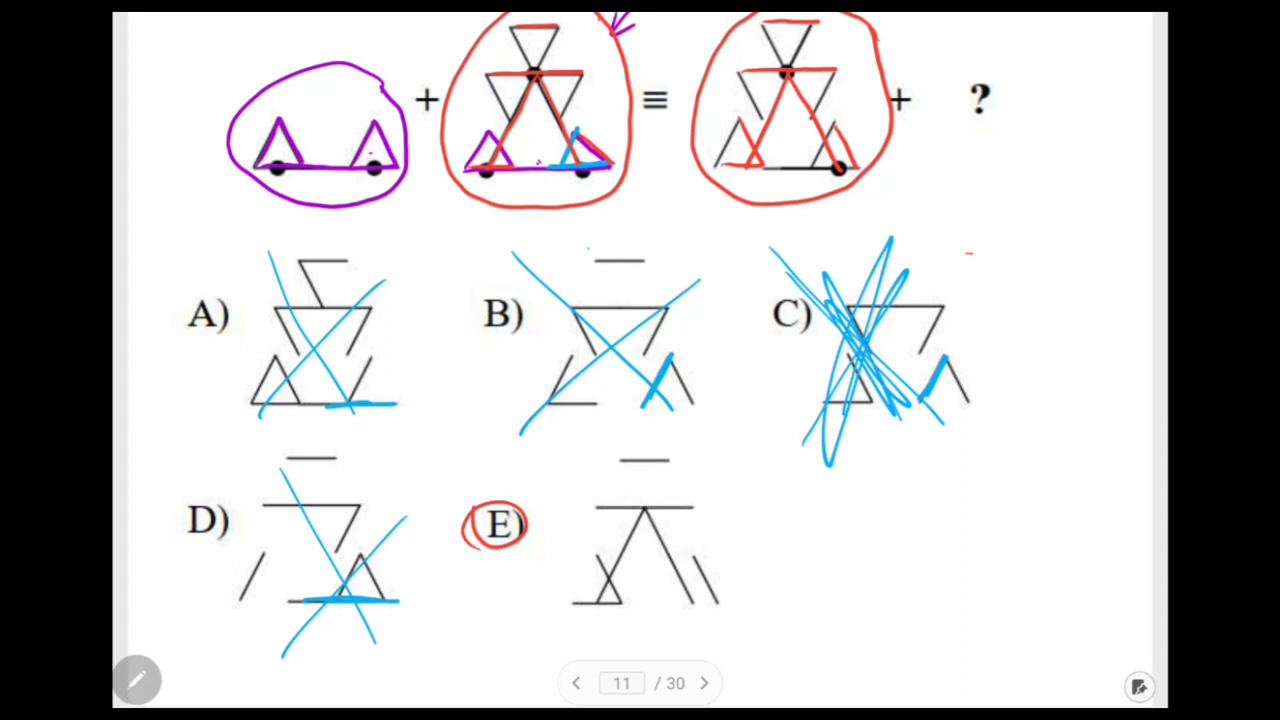 + ≡ + ?
A) B) C)
D) E)
11 / 30